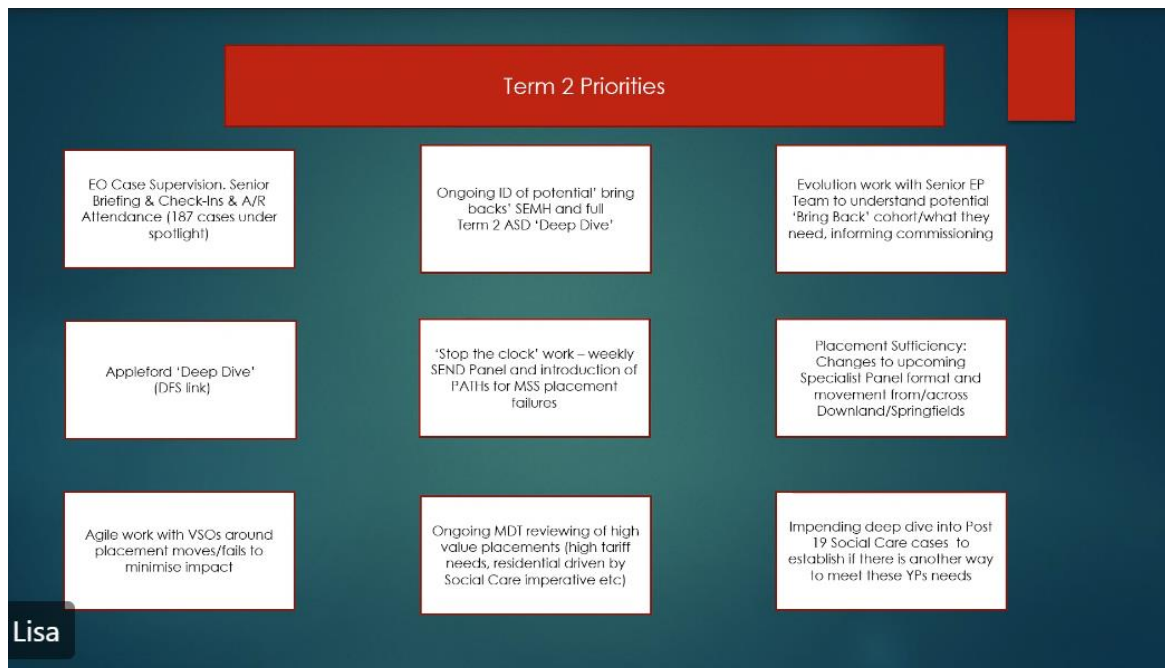 Term 2 Priorities
EO Case Supervision. Senior
Briefing & Check-Ins & A/R
Attendance (187 cases under
spotlight)
Ongoing ID of potential' bring
backs' SEMH and full
Term 2 ASD 'Deep Dive'
Evolution work with Senior EP
Team to understand potential
'Bring Back' cohort/what they
need, informing commissioning
Appleford 'Deep Dive'
(DFS link)
'Stop the clock' work – weekly
SEND Panel and introduction of
PATHs for MSS placement
failures
Placement Sufficiency:
Changes to upcoming
Specialist Panel format and
movement from/across
Downland/Springfields
Agile work with VSOs around
placement moves/fails to
minimise impact
Ongoing MDT reviewing of high
value placements (high tariff
needs, residential driven by
Social Care imperative etc)
Impending deep dive into Post
19 Social Care cases to
establish if there is another way
to meet these YPs needs
Lisa